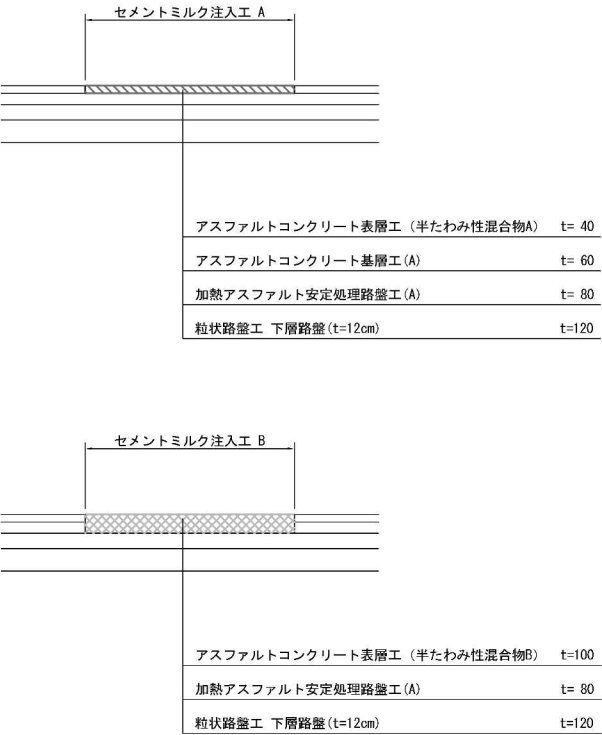 セメントミルク注入工 A
アスファルトコンクリート表層工 (半たわみ性混合物A) t= 40
アスファルトコンクリート基層工(A) t= 60
加熱アスファルト安定処理路盤工(A) t= 80
粒状路盤工 下層路盤(t=12cm) t=120
セメントミルク注入工 B
アスファルトコンクリート表層工 (半たわみ性混合物B) t=100
加熱アスファルト安定処理路盤工(A) t= 80
粒状路盤工 下層路盤(t=12cm) t=120